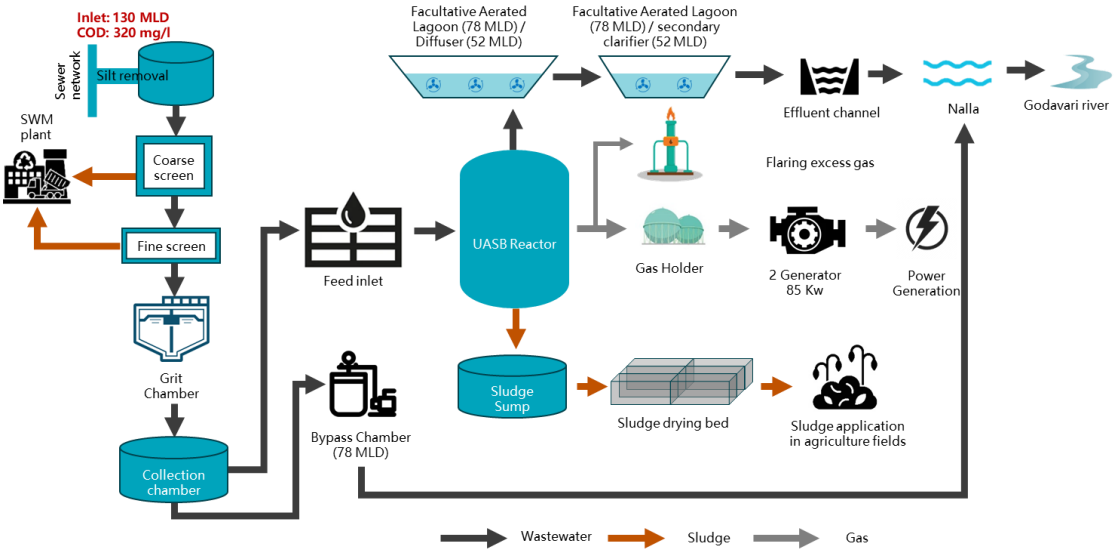 Inlet: 130 MLD
COD: 320 mg/l
Sewer
network
Silt removal
SWM
plant
Coarse
screen
Fine screen
Grit
Chamber
Collection
chamber
Feed inlet
Bypass Chamber
(78 MLD)
Facultative Aerated
Lagoon (78 MLD) /
Diffuser (52 MLD)
Facultative Aerated Lagoon
(78 MLD) / secondary
clarifier (52 MLD)
Effluent channel
Nalla
Godavari river
UASB Reactor
Flaring excess gas
Gas Holder
2 Generator
85 Kw
Power
Generation
Sludge
Sump
Sludge drying bed
Sludge application
in agriculture fields
Wastewater
Sludge
Gas